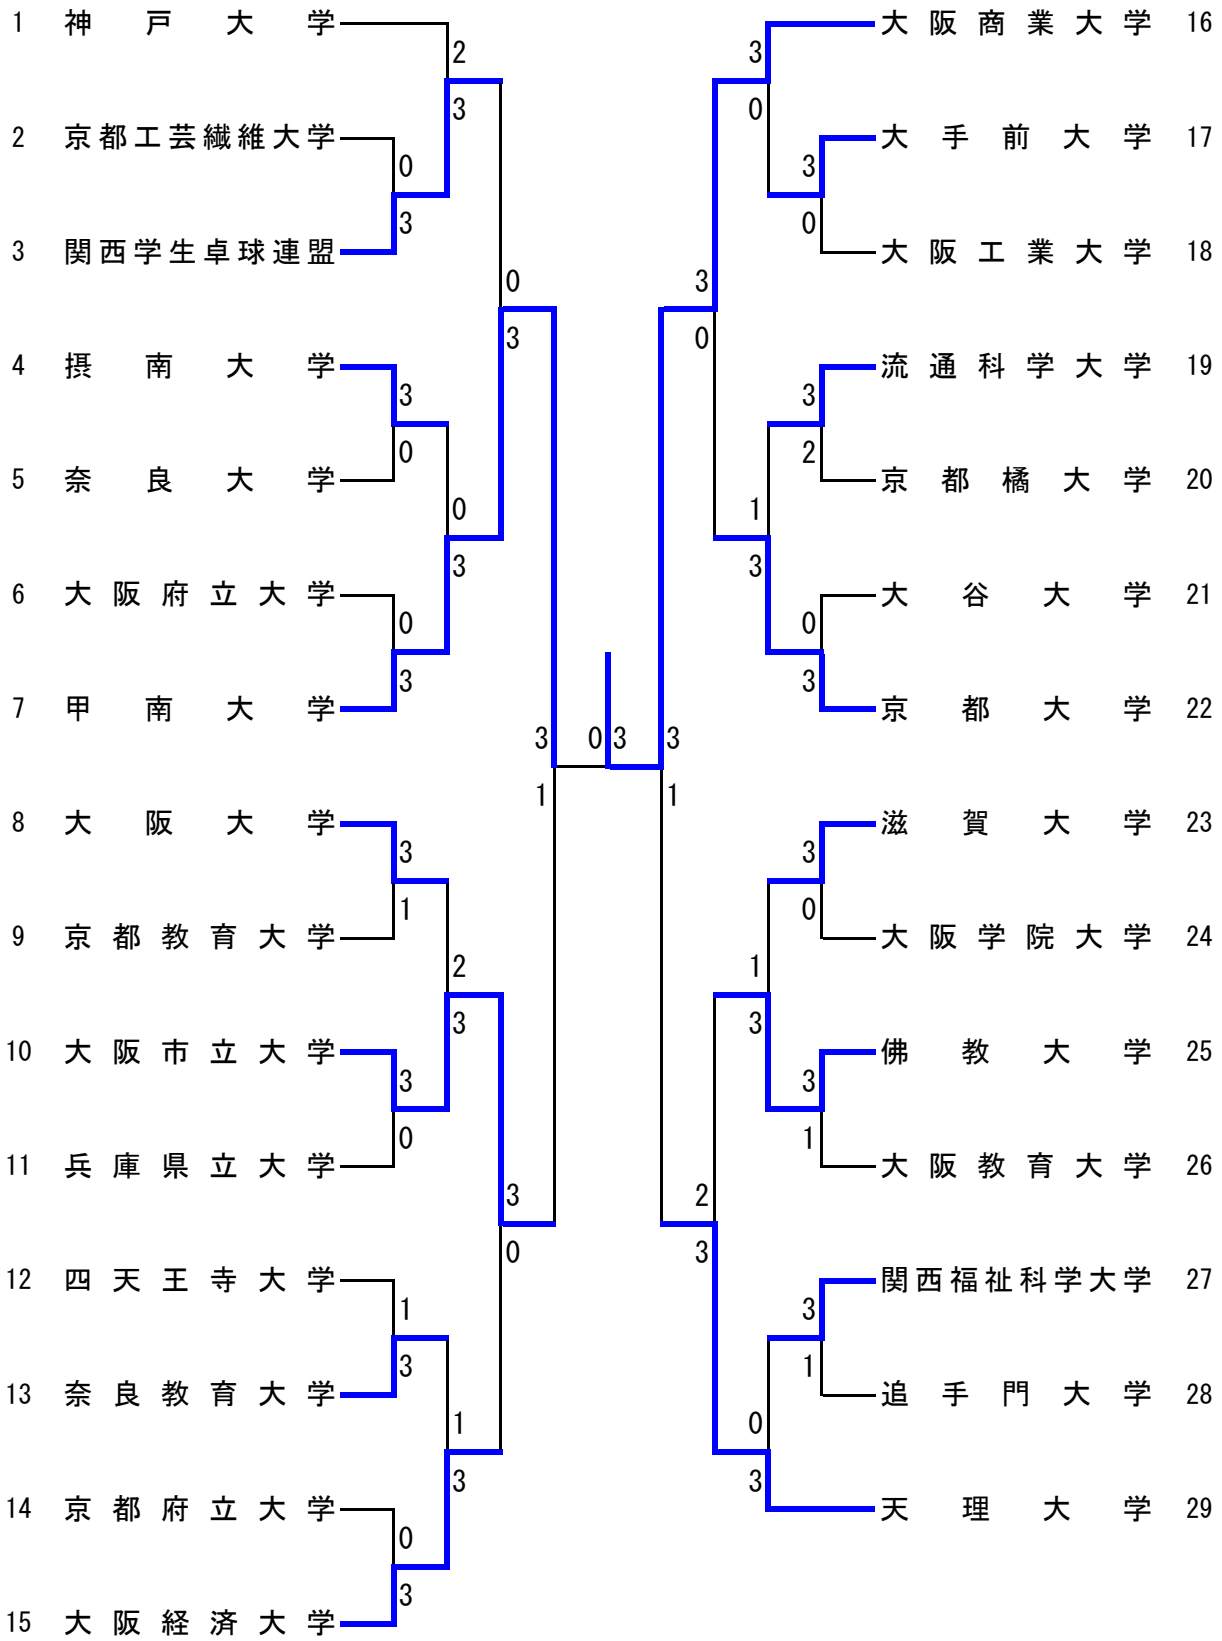 1 神戸大学
2
3
2 京都工芸繊維大学
0
3
3 関西学生卓球連盟
0
3
4 摂南大学
3
0
5 奈良大学
0
3
6 大阪府立大学
0
3
7 甲南大学
3
1
8 大阪大学
3
1
9 京都教育大学
2
3
10 大阪市立大学
3
0
11 兵庫県立大学
3
0
12 四天王寺大学
1
3
13 奈良教育大学
1
3
14 京都府立大学
0
3
15 大阪経済大学
0 3
大阪商業大学 16
3
0
大手前大学 17
3
0
大阪工業大学 18
3
0
流通科学大学 19
3
2
京都橘大学 20
1
3
大谷大学 21
0
3
京都大学 22
3
1
滋賀大学 23
3
0
大阪学院大学 24
1
3
佛教大学 25
3
1
大阪教育大学 26
2
3
関西福祉科学大学 27
3
1
追手門大学 28
0
3
天理大学 29